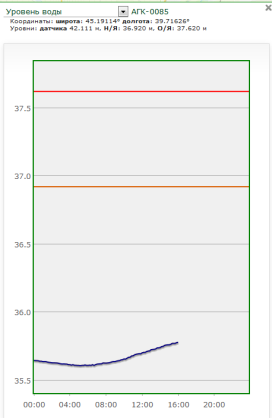 Уровень воды АГК-0085
Координаты: широта: 45.19114° долгота: 39.71626°
Уровни: датчика 42.111 м, Н/Я: 36.920 м, О/Я: 37.620 м
37.5
37.0
36.5
36.0
35.5
00:00 04:00 08:00 12:00 16:00 20:00